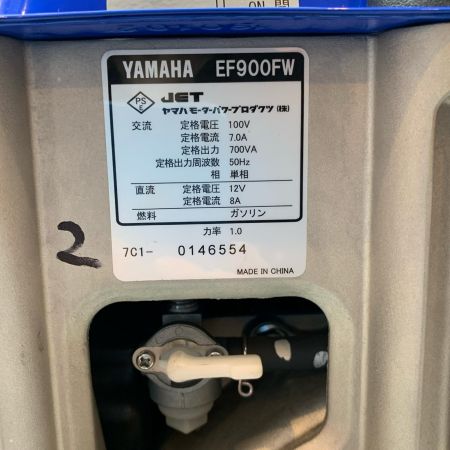 ON 開
YAMAHA EF900FW
PS E JET
ヤマハモーターパワープロダクツ(株)
交流 定格電圧 100V
定格電流 7.0A
定格出力 700VA
定格出力周波数 50Hz
相 単相
直流 定格電圧 12V
定格電流 8A
燃料 ガソリン
力率 1.0
7C1- 0146554
MADE IN CHINA
2